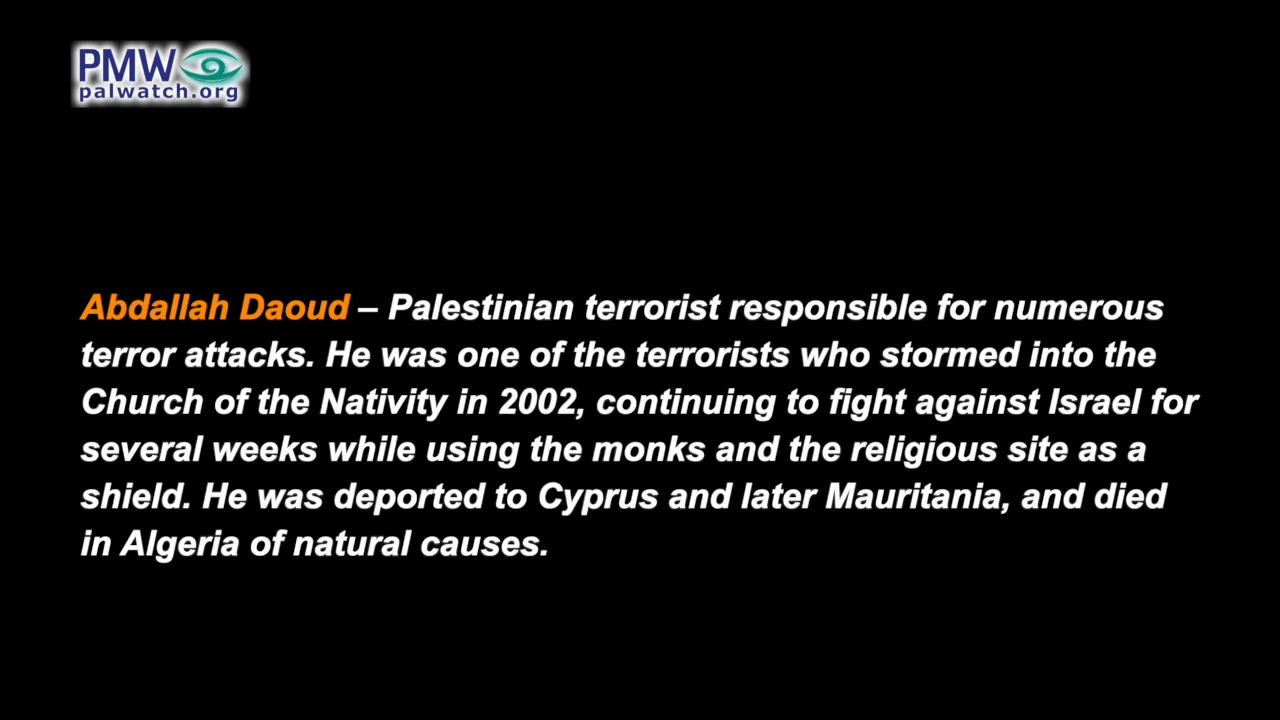 PMW
palwatch.org
Abdallah Daoud – Palestinian terrorist responsible for numerous
terror attacks. He was one of the terrorists who stormed into the
Church of the Nativity in 2002, continuing to fight against Israel for
several weeks while using the monks and the religious site as a
shield. He was deported to Cyprus and later Mauritania, and died
in Algeria of natural causes.